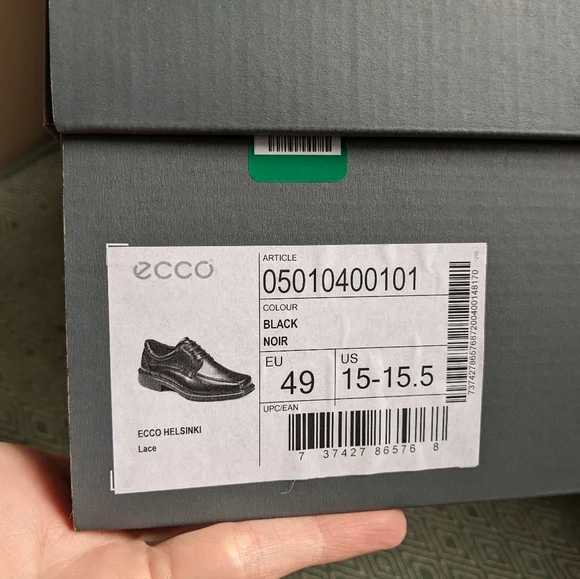 ecco
ARTICLE
05010400101
COLOUR
BLACK
NOIR
EU
49
US
15-15.5
UPC/EAN
7 37427 86576 8
ECCO HELSINKI
Lace
7374278657687200400148170